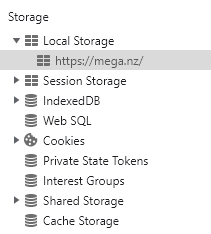 Storage
Local Storage
https://mega.nz/
Session Storage
IndexedDB
Web SQL
Cookies
Private State Tokens
Interest Groups
Shared Storage
Cache Storage